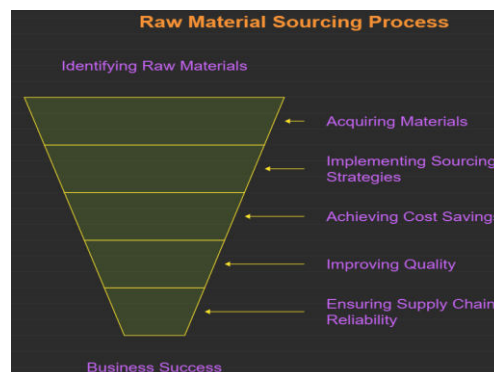 Raw Material Sourcing Process
Identifying Raw Materials
Acquiring Materials
Implementing Sourcing
Strategies
Achieving Cost Savings
Improving Quality
Ensuring Supply Chain
Reliability
Business Success